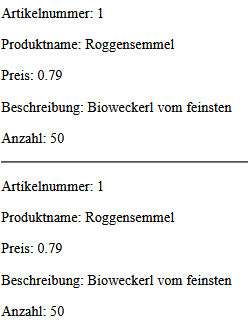 Artikelnummer: 1
Produktname: Roggensemmel
Preis: 0.79
Beschreibung: Bioweckerl vom feinsten
Anzahl: 50
Artikelnummer: 1
Produktname: Roggensemmel
Preis: 0.79
Beschreibung: Bioweckerl vom feinsten
Anzahl: 50